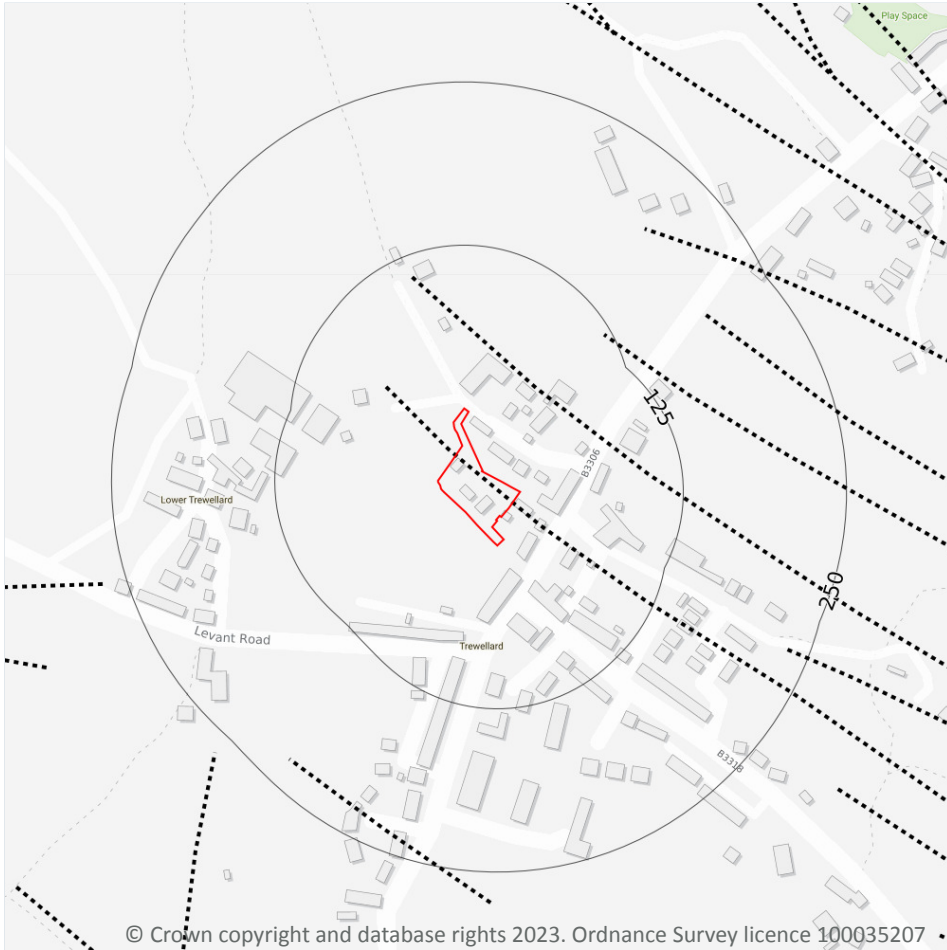 Play Space
125
B3306
Lower Trewellard
250
Levant Road
Trewellard
B3318
© Crown copyright and database rights 2023. Ordnance Survey licence 100035207